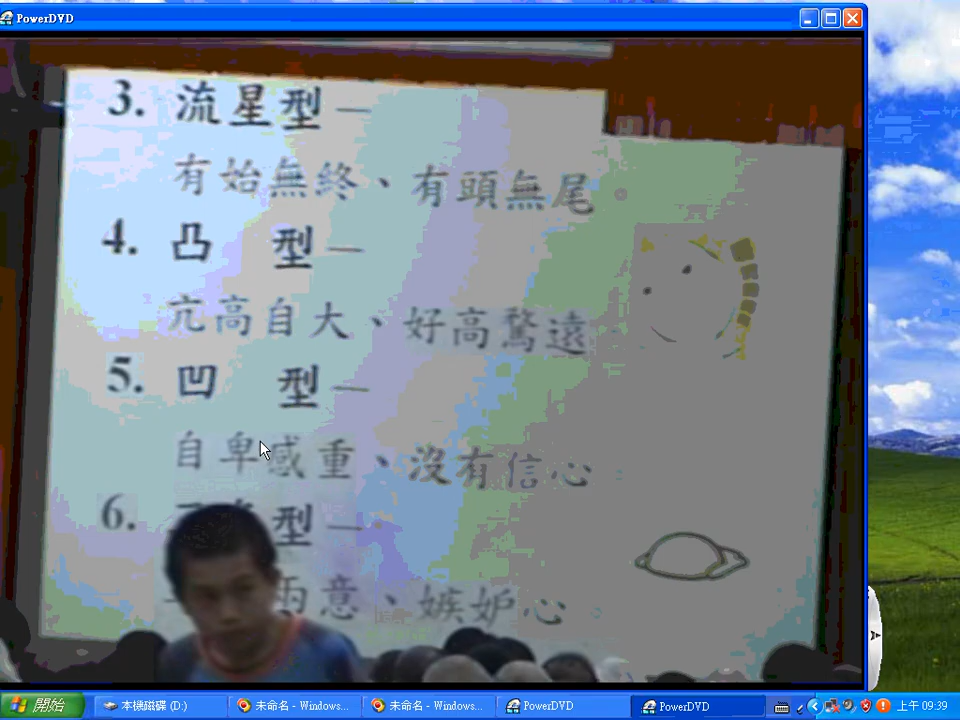 PowerDVD
3. 流星型—
有始無終、有頭無尾。
4. 凸 型—
亢高自大、好高騖遠。
5. 凹 型—
自卑感重、沒有信心。
6. 型—
意、嫉妒心。
開始 本機磁碟 (D:) 未命名 - Windows... 未命名 - Windows... PowerDVD PowerDVD 上午 09:39